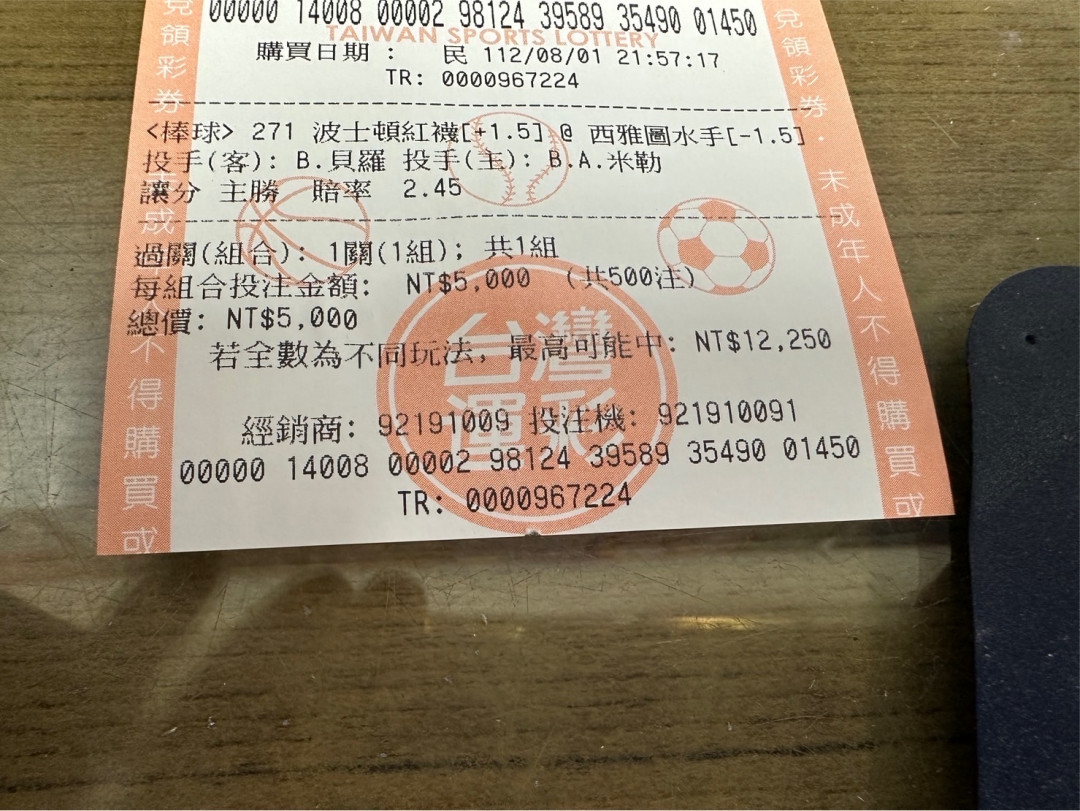 00000 14008 00002 98124 39589 35490 01450
TAIWAN SPORTS LOTTERY
購買日期 : 民 112/08/01 21:57:17
TR: 0000967224
<棒球> 271 波士頓紅襪[+1.5] @ 西雅圖水手[-1.5]
投手(客): B.貝羅 投手(主): B.A.米勒
讓分 主勝 賠率 2.45
過關(組合): 1關(1組); 共1組
每組合投注金額: NT$5,000 (共500注)
總價: NT$5,000
若全數為不同玩法, 最高可能中: NT$12,250
台灣
運彩
經銷商: 92191009 投注機: 921910091
00000 14008 00002 98124 39589 35490 01450
TR: 0000967224
兌領彩券
成
人不得購買或
兌領彩券.未成年人不得購買或